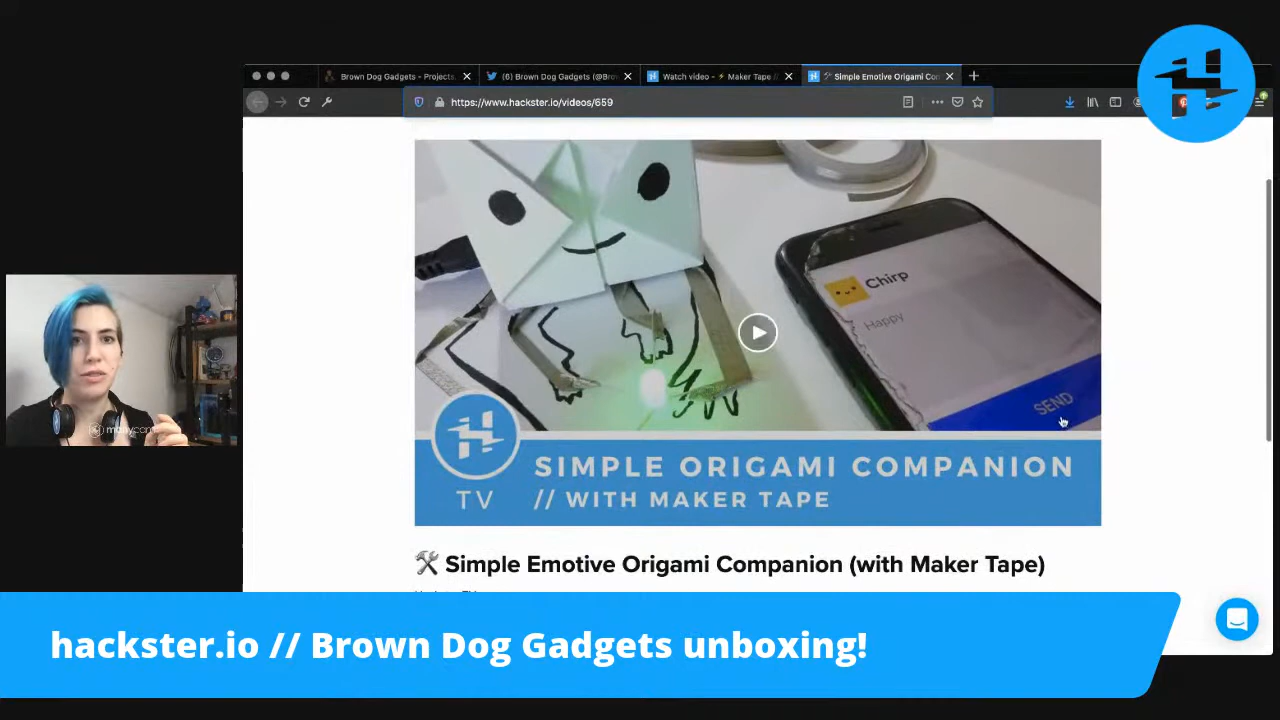 Brown Dog Gadgets - Projects,
(6) Brown Dog Gadgets (@Bro
Watch video - ⚡ Maker Tape //
🛠 Simple Emotive Origami Con
https://www.hackster.io/videos/659
Chirp
Happy
SEND
manycam
TV
SIMPLE ORIGAMI COMPANION
// WITH MAKER TAPE
🛠 Simple Emotive Origami Companion (with Maker Tape)
hackster.io // Brown Dog Gadgets unboxing!